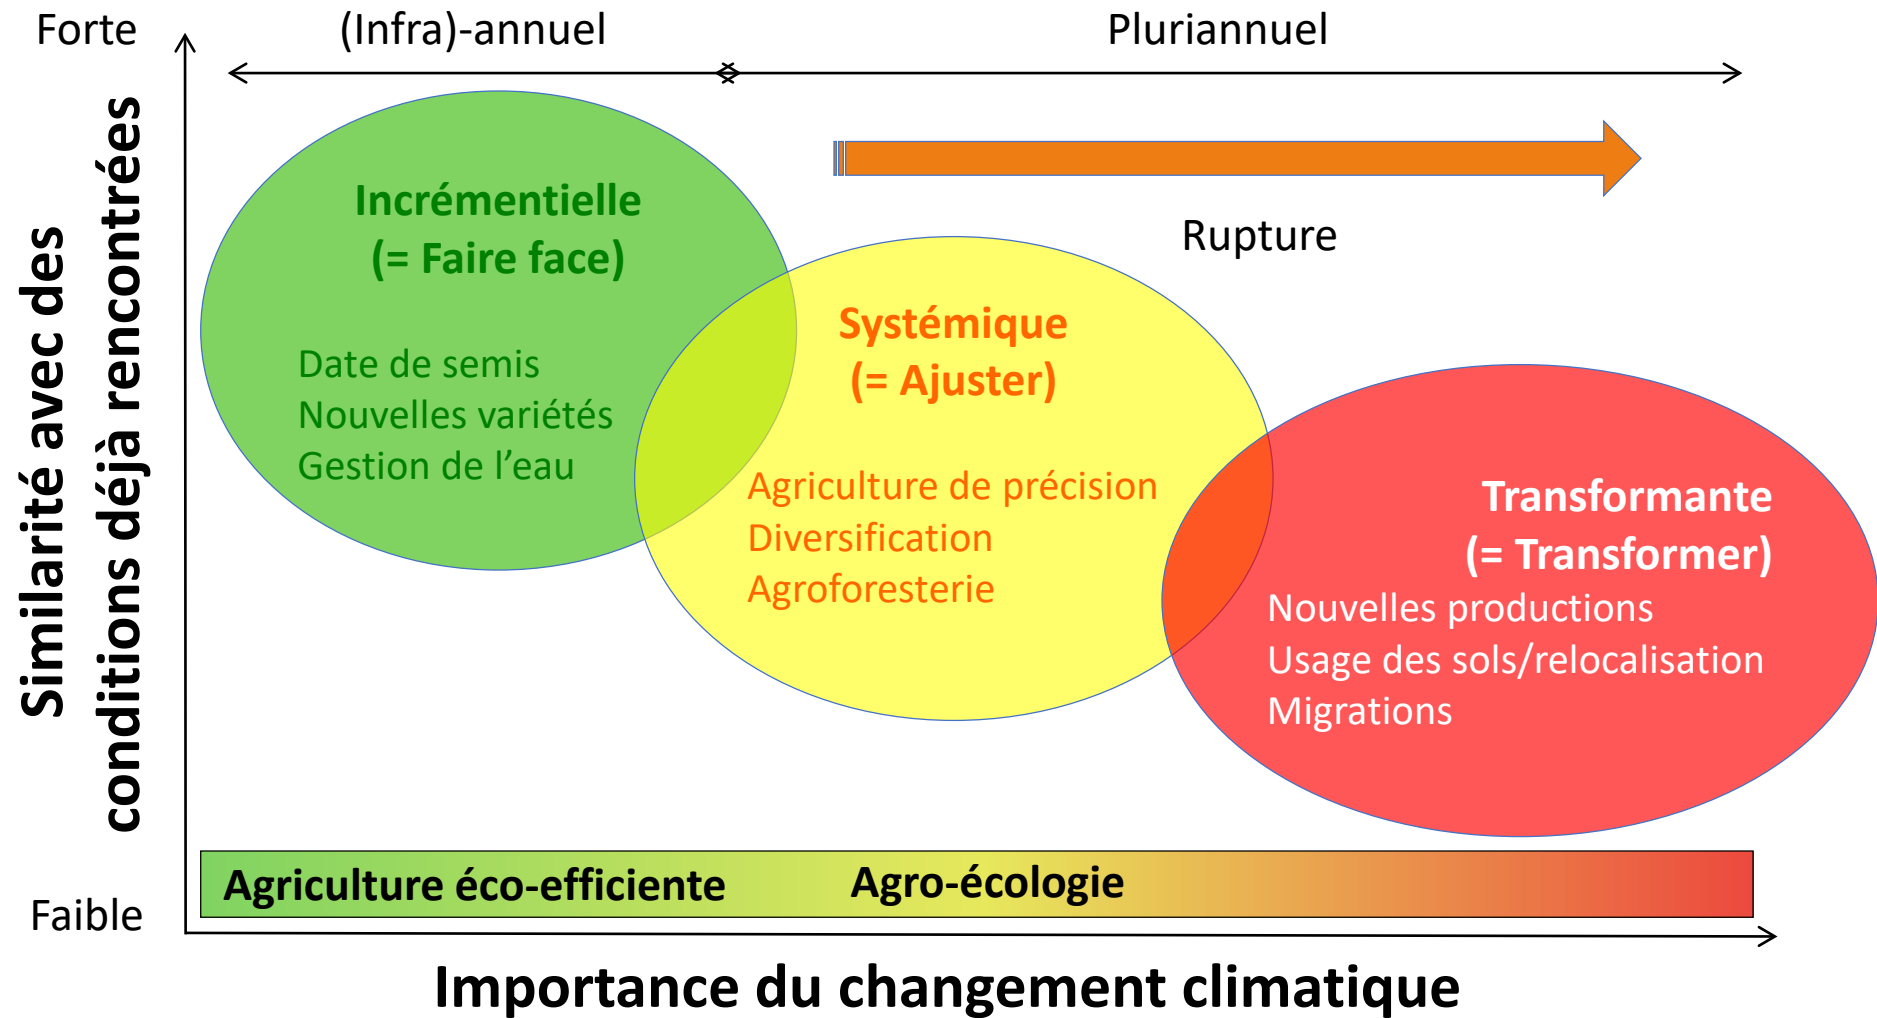 Forte
(Infra)-annuel
Pluriannuel
Similarité avec des
conditions déjà rencontrées
Rupture
Incrémentielle
(= Faire face)
Date de semis
Nouvelles variétés
Gestion de l’eau
Systémique
(= Ajuster)
Agriculture de précision
Diversification
Agroforesterie
Transformante
(= Transformer)
Nouvelles productions
Usage des sols/relocalisation
Migrations
Agriculture éco-efficiente
Agro-écologie
Faible
Importance du changement climatique